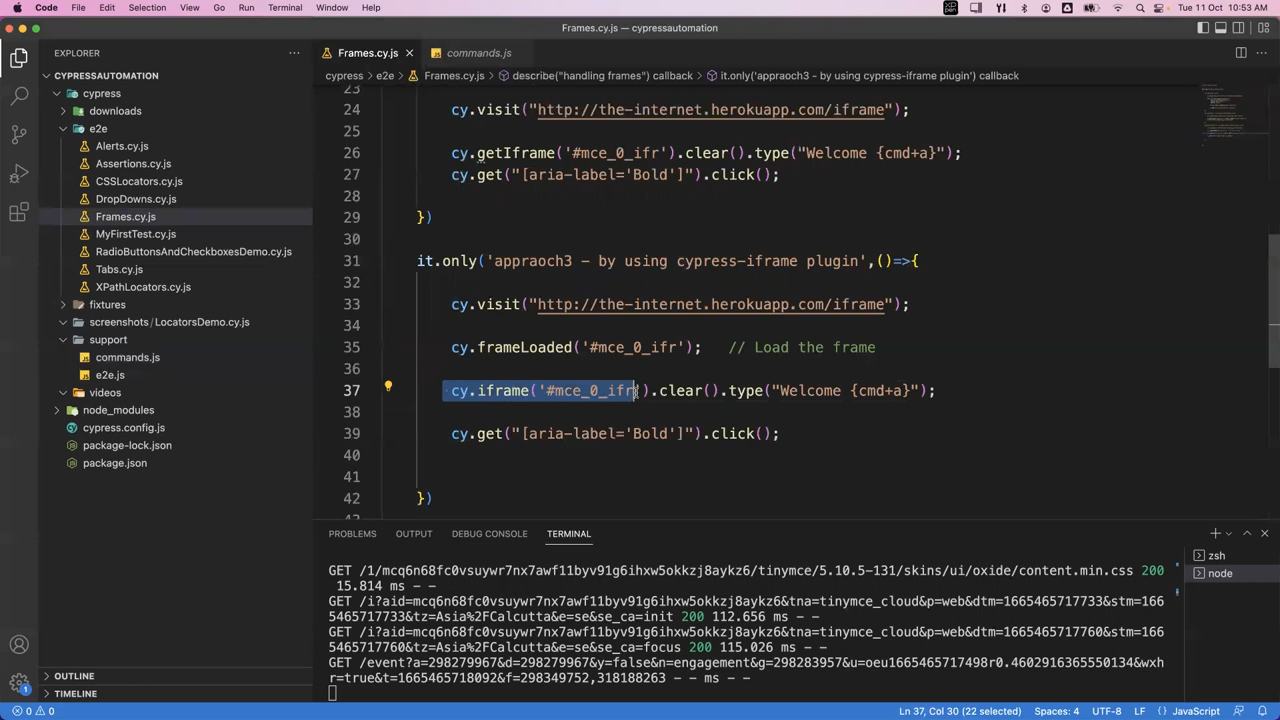 Code File Edit Selection View Go Run Terminal Window Help
Tue 11 Oct 10:53 AM
Frames.cy.js — cypressautomation
EXPLORER
CYPRESSAUTOMATION
cypress
downloads
e2e
Alerts.cy.js
Assertions.cy.js
CSSLocators.cy.js
DropDowns.cy.js
Frames.cy.js
MyFirstTest.cy.js
RadioButtonsAndCheckboxesDemo.cy.js
Tabs.cy.js
XPathLocators.cy.js
fixtures
screenshots / LocatorsDemo.cy.js
support
commands.js
e2e.js
videos
node_modules
cypress.config.js
package-lock.json
package.json
OUTLINE
TIMELINE
Frames.cy.js commands.js
cypress > e2e > Frames.cy.js > describe("handling frames") callback > it.only('appraoch3 - by using cypress-iframe plugin') callback
23
24 cy.visit("http://the-internet.herokuapp.com/iframe");
25
26 cy.getIframe('#mce_0_ifr').clear().type("Welcome {cmd+a}");
27 cy.get("[aria-label='Bold']").click();
28
29 })
30
31 it.only('appraoch3 - by using cypress-iframe plugin',()=>{
32
33 cy.visit("http://the-internet.herokuapp.com/iframe");
34
35 cy.frameLoaded('#mce_0_ifr'); // Load the frame
36
37 cy.iframe('#mce_0_ifr').clear().type("Welcome {cmd+a}");
38
39 cy.get("[aria-label='Bold']").click();
40
41
42 })
PROBLEMS OUTPUT DEBUG CONSOLE TERMINAL
GET /1/mcq6n68fc0vsuywr7nx7awf11byv91g6ihxw5okkzj8aykz6/tinymce/5.10.5-131/skins/ui/oxide/content.min.css 200
15.814 ms - -
GET /i?aid=mcq6n68fc0vsuywr7nx7awf11byv91g6ihxw5okkzj8aykz6&tna=tinymce_cloud&p=web&dtm=1665465717733&stm=166
5465717733&tz=Asia%2FCalcutta&e=se&se_ca=init 200 112.656 ms - -
GET /i?aid=mcq6n68fc0vsuywr7nx7awf11byv91g6ihxw5okkzj8aykz6&tna=tinymce_cloud&p=web&dtm=1665465717760&stm=166
5465717760&tz=Asia%2FCalcutta&e=se&se_ca=focus 200 115.026 ms - -
GET /event?a=298279967&d=298279967&y=false&n=engagement&g=298283957&u=oeu1665465717498r0.4602916365550134&wxh
r=true&t=1665465718092&f=298349752,318188263 - - ms - -
zsh
node
0 0
Ln 37, Col 30 (22 selected) Spaces: 4 UTF-8 LF {} JavaScript